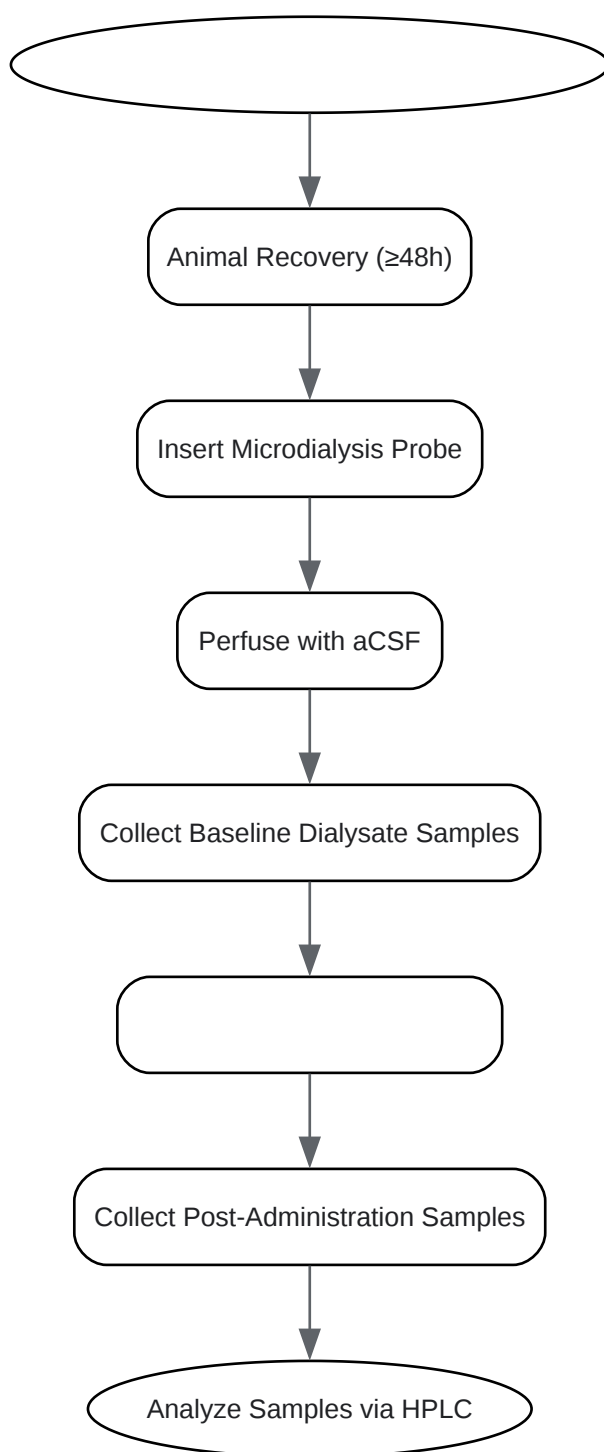 Animal Recovery (≥48h)
Insert Microdialysis Probe
Perfuse with aCSF
Collect Baseline Dialysate Samples
Collect Post-Administration Samples
Analyze Samples via HPLC